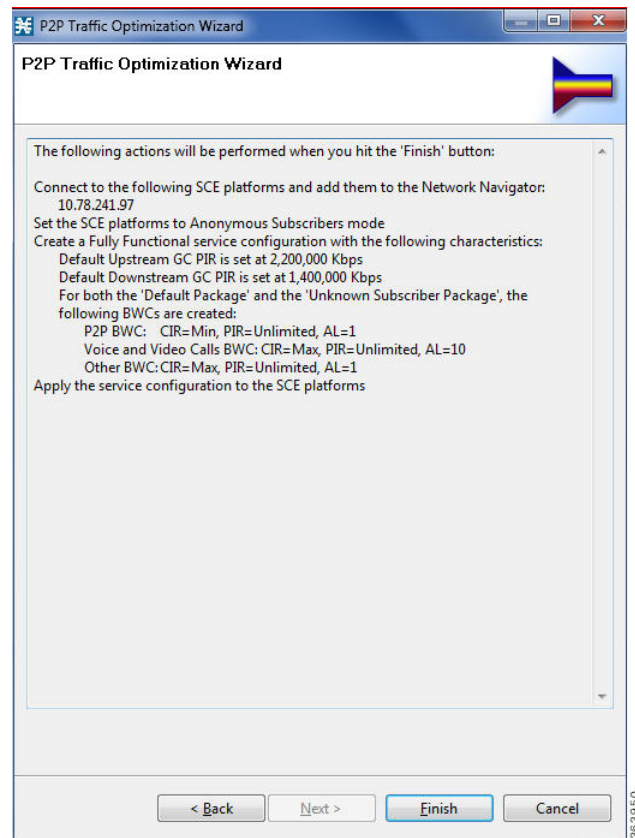 P2P Traffic Optimization Wizard
P2P Traffic Optimization Wizard
The following actions will be performed when you hit the 'Finish' button:
Connect to the following SCE platforms and add them to the Network Navigator:
10.78.241.97
Set the SCE platforms to Anonymous Subscribers mode
Create a Fully Functional service configuration with the following characteristics:
Default Upstream GC PIR is set at 2,200,000 Kbps
Default Downstream GC PIR is set at 1,400,000 Kbps
For both the 'Default Package' and the 'Unknown Subscriber Package', the
following BWCs are created:
P2P BWC: CIR=Min, PIR=Unlimited, AL=1
Voice and Video Calls BWC: CIR=Max, PIR=Unlimited, AL=10
Other BWC: CIR=Max, PIR=Unlimited, AL=1
Apply the service configuration to the SCE platforms
< Back Next > Finish Cancel
363950